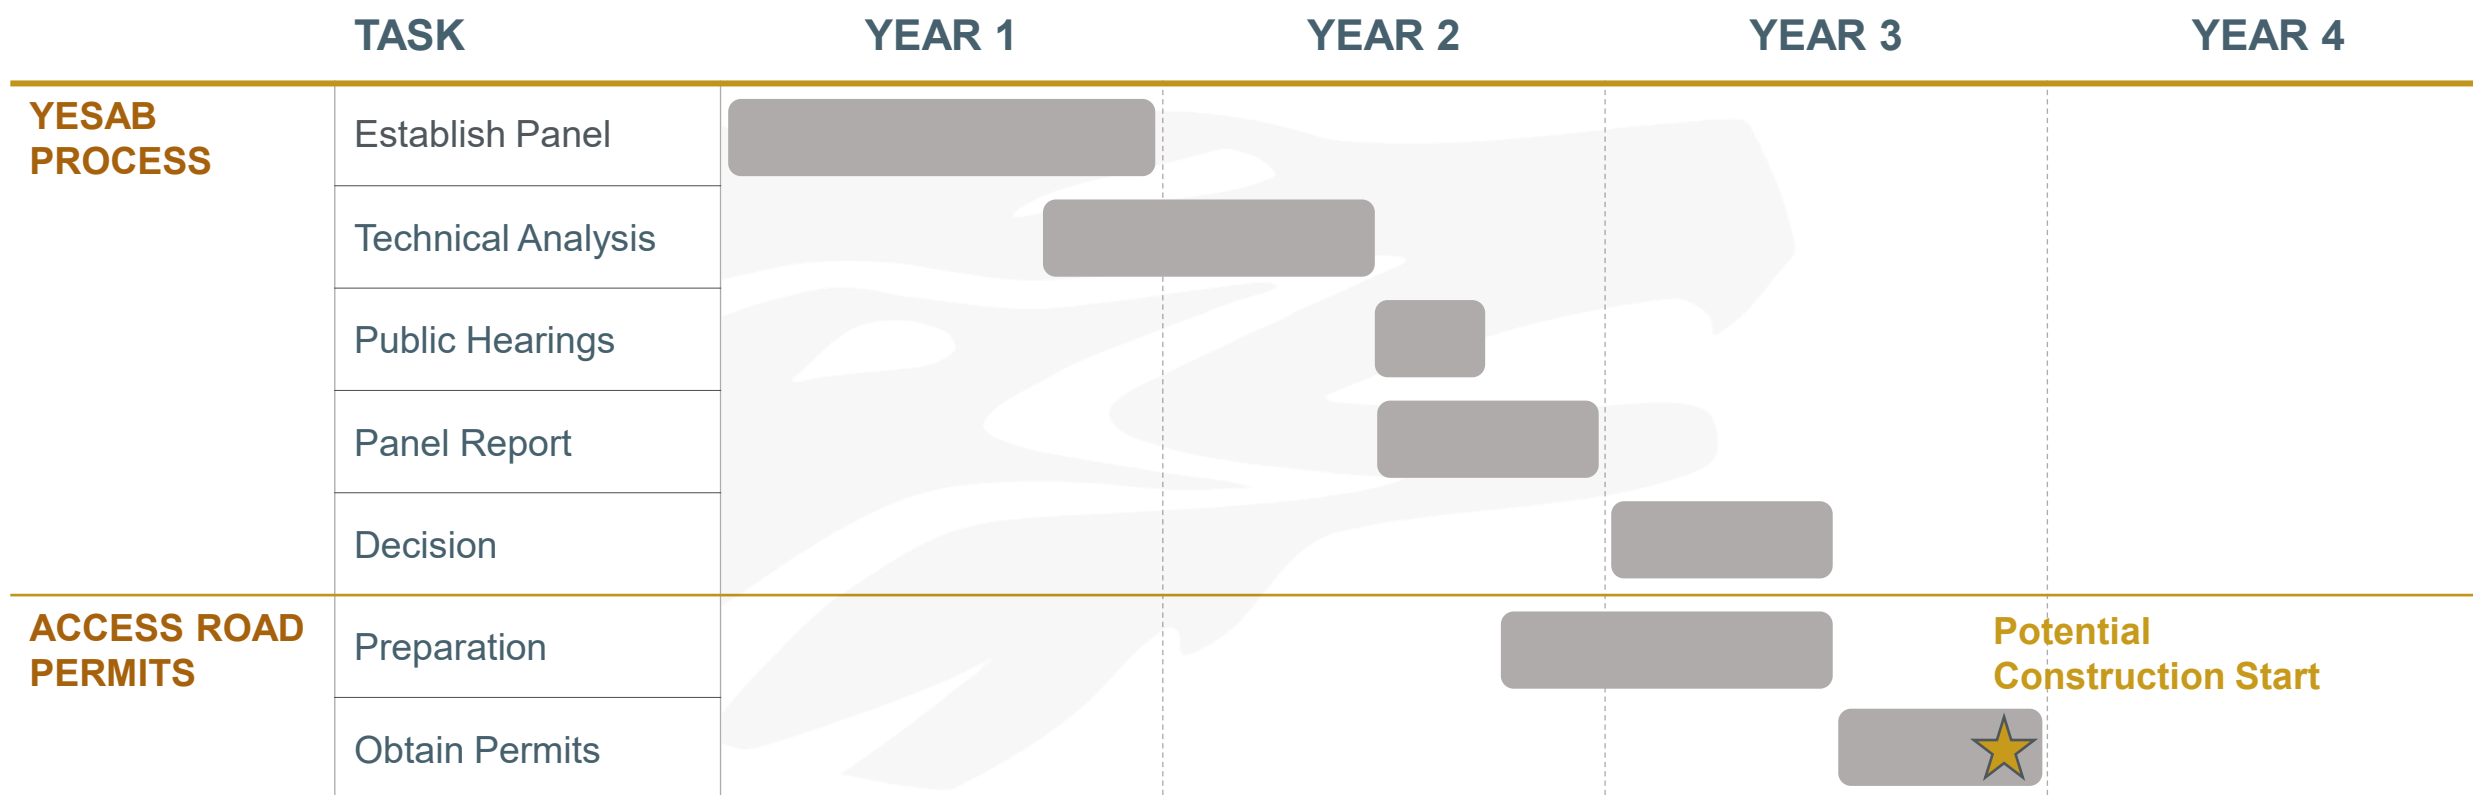 TASK YEAR 1 YEAR 2 YEAR 3 YEAR 4
YESAB
PROCESS
Establish Panel
Technical Analysis
Public Hearings
Panel Report
Decision
ACCESS ROAD
PERMITS
Preparation
Potential
Construction Start
Obtain Permits